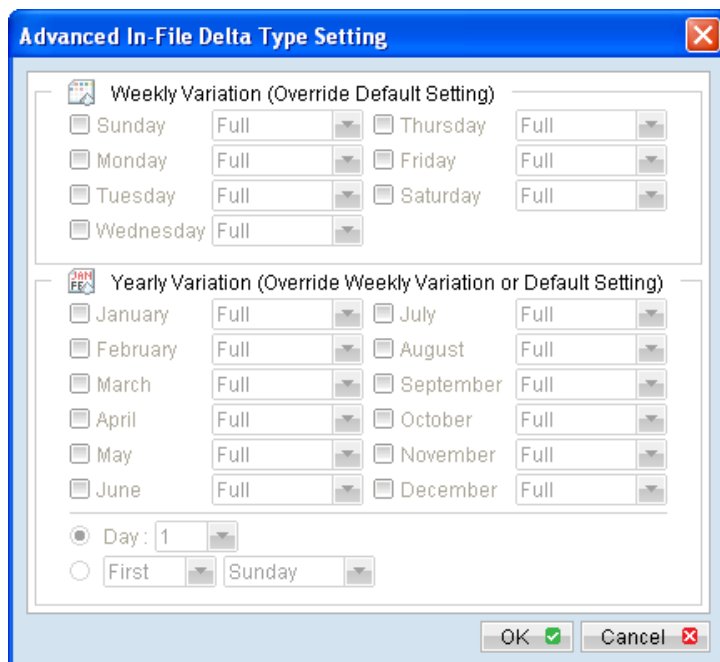 Advanced In-File Delta Type Setting
Weekly Variation (Override Default Setting)
Sunday Full Thursday Full
Monday Full Friday Full
Tuesday Full Saturday Full
Wednesday Full
JAN
FE
Yearly Variation (Override Weekly Variation or Default Setting)
January Full July Full
February Full August Full
March Full September Full
April Full October Full
May Full November Full
June Full December Full
Day : 1
First Sunday
OK Cancel